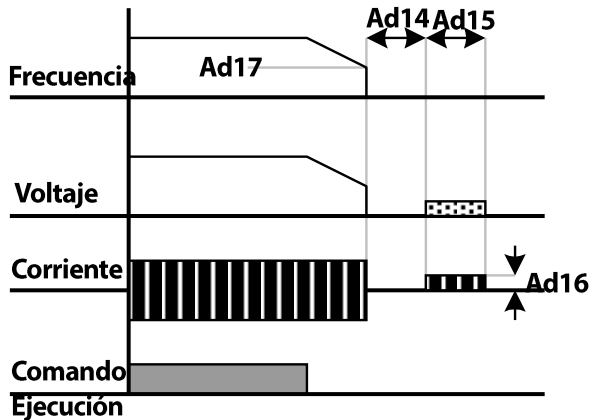 Ad14 Ad15
Frecuencia
Ad17
Voltaje
Corriente
Ad16
Comando
Ejecución